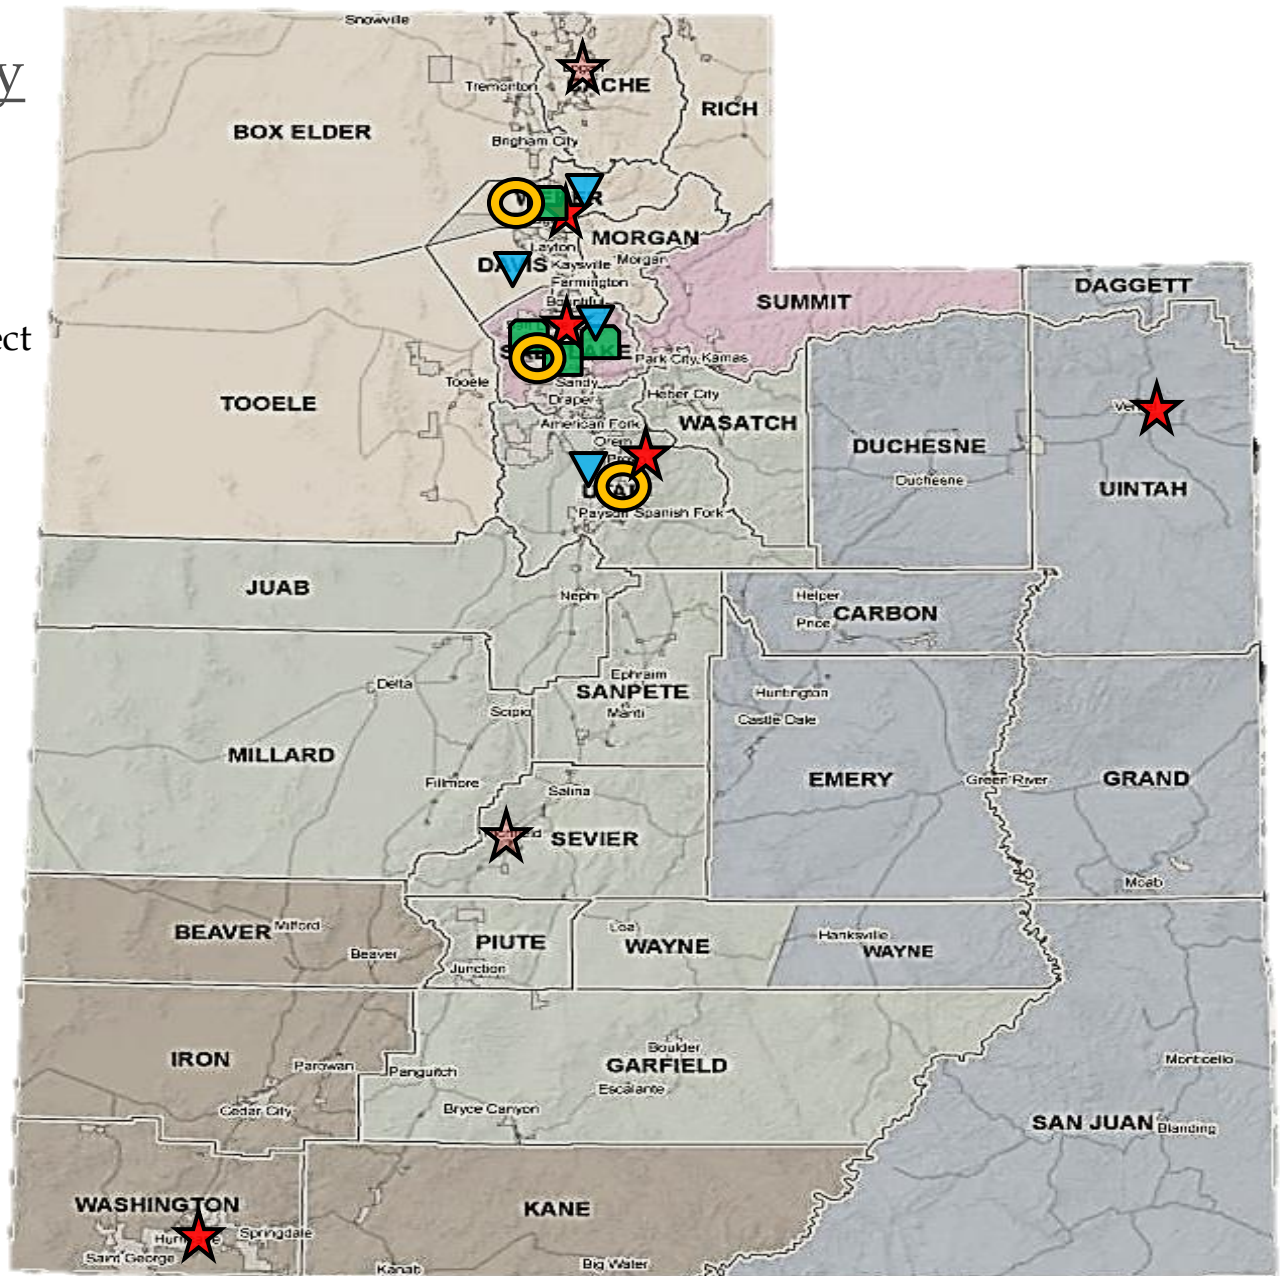 y
ect
Snowville
CHE
Tremonton
RICH
BOX ELDER
Brigham City
MORGAN
Layton
Morgan
Kaysville
Farmington
Bountiful
SUMMIT
DAGGETT
Park City
Kamas
Tooele
Sandy
Draper
Heber City
TOOELE
American Fork
WASATCH
Orem
DUCHESNE
Duchesne
UINTAH
Payson
Spanish Fork
JUAB
Nephi
Helper
Price
CARBON
Ephraim
SANPETE
Manti
Delta
Scipio
Huntington
Castle Dale
MILLARD
Fillmore
Salina
EMERY
Green River
GRAND
SEVIER
Moab
BEAVER
Milford
Beaver
PIUTE
Junction
Loa
WAYNE
Hanksville
WAYNE
IRON
Parowan
Panguitch
Boulder
GARFIELD
Escalante
Monticello
Cedar City
Bryce Canyon
SAN JUAN
Blanding
WASHINGTON
KANE
Springdale
Saint George
Kanab
Big Water